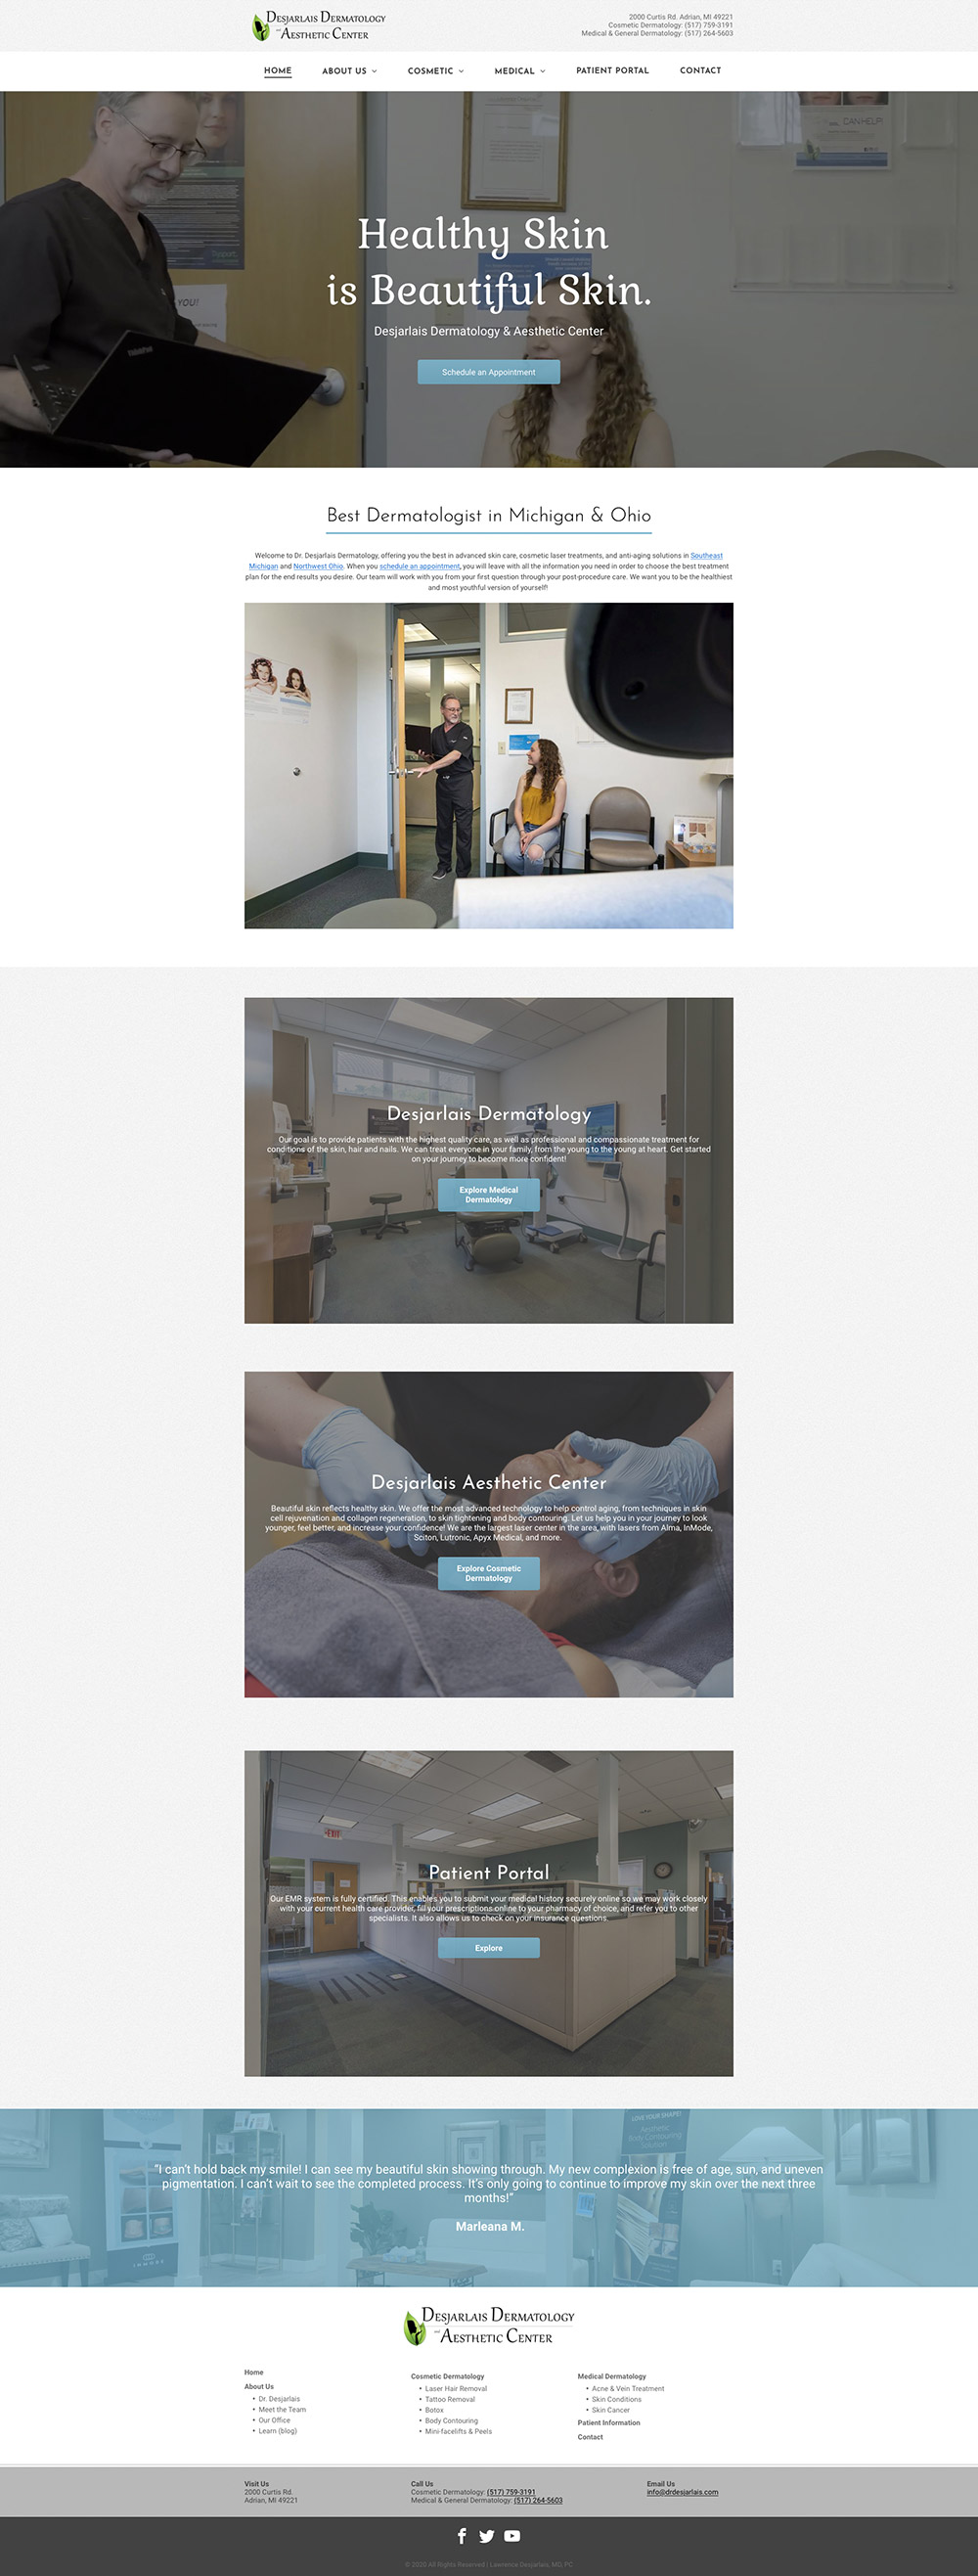 Desjarlais Dermatology
and Aesthetic Center
2000 Curtis Rd. Adrian, MI 49221
Cosmetic Dermatology: (517) 759-3191
Medical & General Dermatology: (517) 264-5603
HOME ABOUT US COSMETIC MEDICAL PATIENT PORTAL CONTACT
CAN HELP!
YOU!
ThinkPad
Healthy Skin
is Beautiful Skin.
Desjarlais Dermatology & Aesthetic Center
Schedule an Appointment
Best Dermatologist in Michigan & Ohio
Welcome to Dr. Desjarlais Dermatology, offering you the best in advanced skin care, cosmetic laser treatments, and anti-aging solutions in Southeast
Michigan and Northwest Ohio. When you schedule an appointment, you will leave with all the information you need in order to choose the best treatment
plan for the end results you desire. Our team will work with you from your first question through your post-procedure care. We want you to be the healthiest
and most youthful version of yourself!
Desjarlais Dermatology
Our goal is to provide patients with the highest quality care, as well as professional and compassionate treatment for
conditions of the skin, hair and nails. We can treat everyone in your family, from the young to the young at heart. Get started
on your journey to become more confident!
Explore Medical
Dermatology
Desjarlais Aesthetic Center
Beautiful skin reflects healthy skin. We offer the most advanced technology to help control aging, from techniques in skin
cell rejuvenation and collagen regeneration, to skin tightening and body contouring. Let us help you in your journey to look
younger, feel better, and increase your confidence! We are the largest laser center in the area, with lasers from Alma, InMode,
Sciton, Lutronic, Apyx Medical, and more.
Explore Cosmetic
Dermatology
EXIT
Patient Portal
Our EMR system is fully certified. This enables you to submit your medical history securely online so we may work closely
with your current health care provider, fill your prescriptions online to your pharmacy of choice, and refer you to other
specialists. It also allows us to check on your insurance questions.
Explore
LOVE YOUR SHAPE!
Aesthetic
Body Contouring
Solution
"I can't hold back my smile! I can see my beautiful skin showing through. My new complexion is free of age, sun, and uneven
pigmentation. I can't wait to see the completed process. It's only going to continue to improve my skin over the next three
months!"
Marleana M.
INMODE
Desjarlais Dermatology
and Aesthetic Center
Home
About Us
• Dr. Desjarlais
• Meet the Team
• Our Office
• Learn (blog)
Cosmetic Dermatology
• Laser Hair Removal
• Tattoo Removal
• Botox
• Body Contouring
• Mini-facelifts & Peels
Medical Dermatology
• Acne & Vein Treatment
• Skin Conditions
• Skin Cancer
Patient Information
Contact
Visit Us
2000 Curtis Rd.
Adrian, MI 49221
Call Us
Cosmetic Dermatology: (517) 759-3191
Medical & General Dermatology: (517) 264-5603
Email Us
info@drdesjarlais.com
© 2020 All Rights Reserved | Lawrence Desjarlais, MD, PC